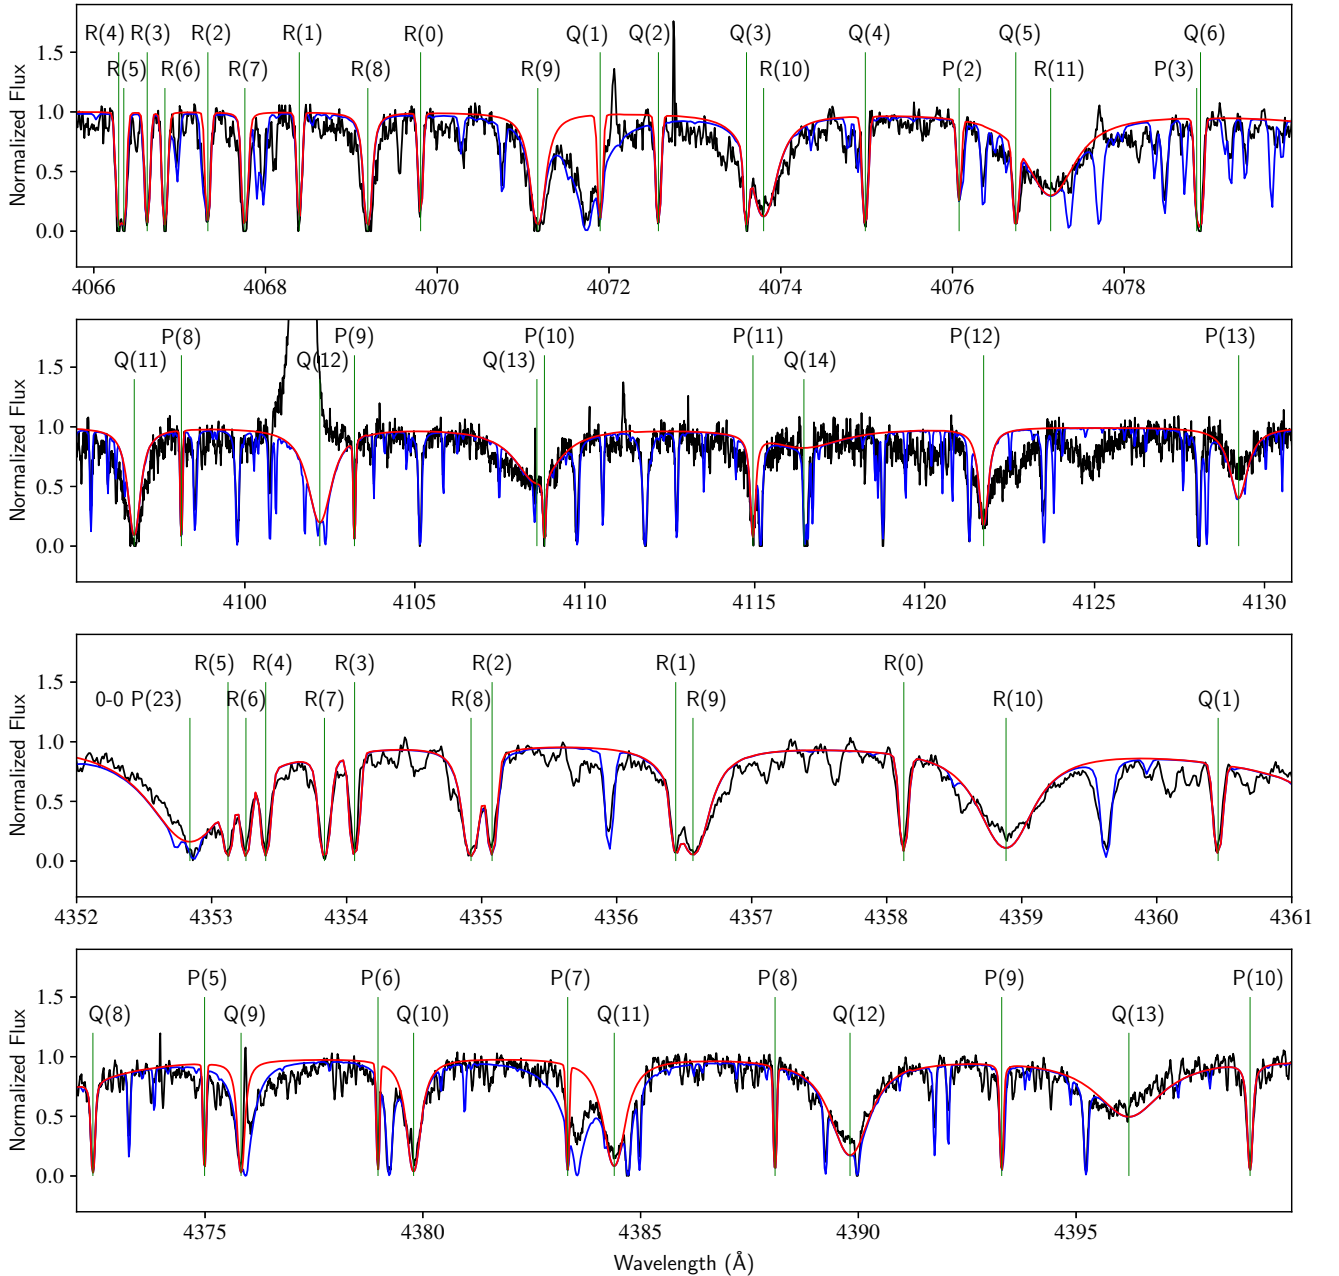 R(4) R(3) R(2) R(1) R(0) Q(1) Q(2) Q(3) Q(4) Q(5) Q(6)
R(5) R(6) R(7) R(8) R(9) R(10) P(2) R(11) P(3)
1.5
1.0
0.5
0.0
Normalized Flux
4066 4068 4070 4072 4074 4076 4078
P(8) P(9) P(10) P(11) P(12) P(13)
Q(11) Q(12) Q(13) Q(14)
1.5
1.0
0.5
0.0
Normalized Flux
4100 4105 4110 4115 4120 4125 4130
R(5) R(4) R(3) R(2) R(1) R(0) Q(1)
0-0 P(23) R(6) R(7) R(8) R(9) R(10)
1.5
1.0
0.5
0.0
Normalized Flux
4352 4353 4354 4355 4356 4357 4358 4359 4360 4361
P(5) P(6) P(7) P(8) P(9) P(10)
Q(8) Q(9) Q(10) Q(11) Q(12) Q(13)
1.5
1.0
0.5
0.0
Normalized Flux
4375 4380 4385 4390 4395
Wavelength (Å)